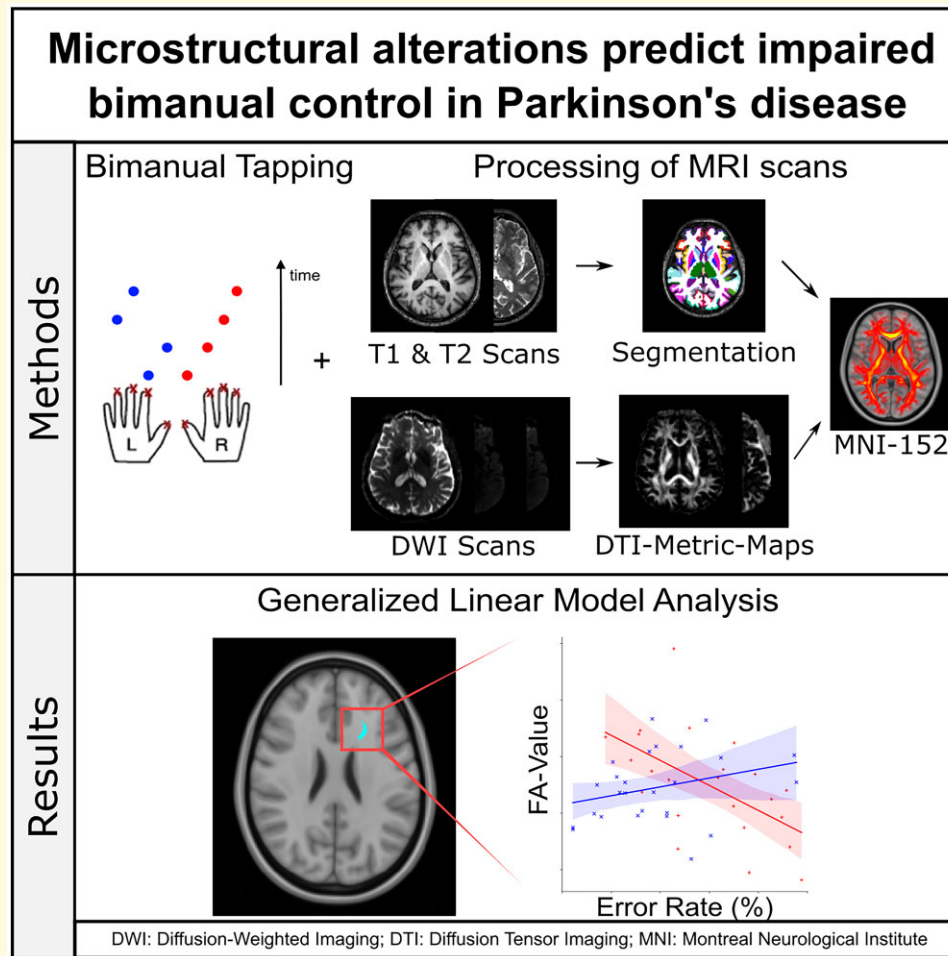 Microstructural alterations predict impaired
bimanual control in Parkinson's disease
Methods
Bimanual Tapping
Processing of MRI scans
time
+
L
R
T1 & T2 Scans
Segmentation
MNI-152
DWI Scans
DTI-Metric-Maps
Results
Generalized Linear Model Analysis
FA-Value
Error Rate (%)
DWI: Diffusion-Weighted Imaging; DTI: Diffusion Tensor Imaging; MNI: Montreal Neurological Institute